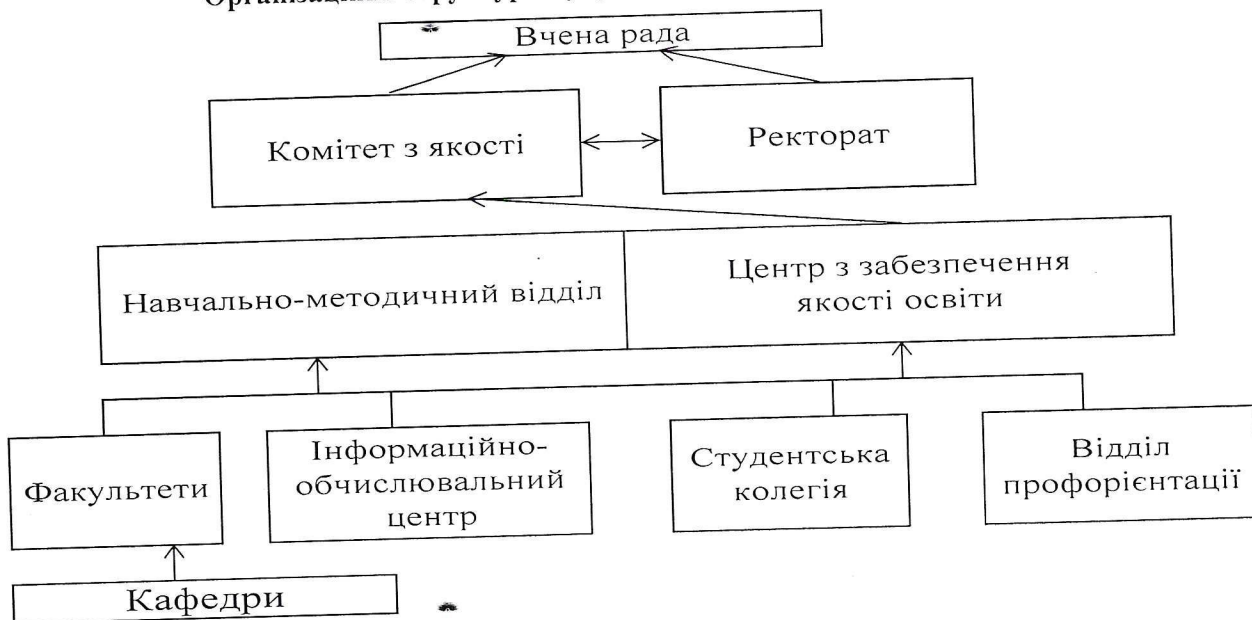 Вчена рада
Комітет з якості
Ректорат
Навчально-методичний відділ
Центр з забезпечення
якості освіти
Факультети
Інформаційно-
обчислювальний
центр
Студентська
колегія
Відділ
профорієнтації
Кафедри